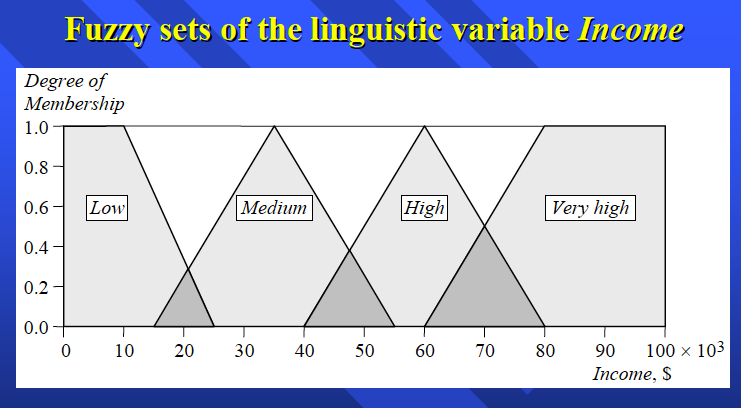 Fuzzy sets of the linguistic variable Income
Degree of
Membership
1.0
0.8
0.6
0.4
0.2
0.0
Low
Medium
High
Very high
0 10 20 30 40 50 60 70 80 90 100 × 10³
Income, $